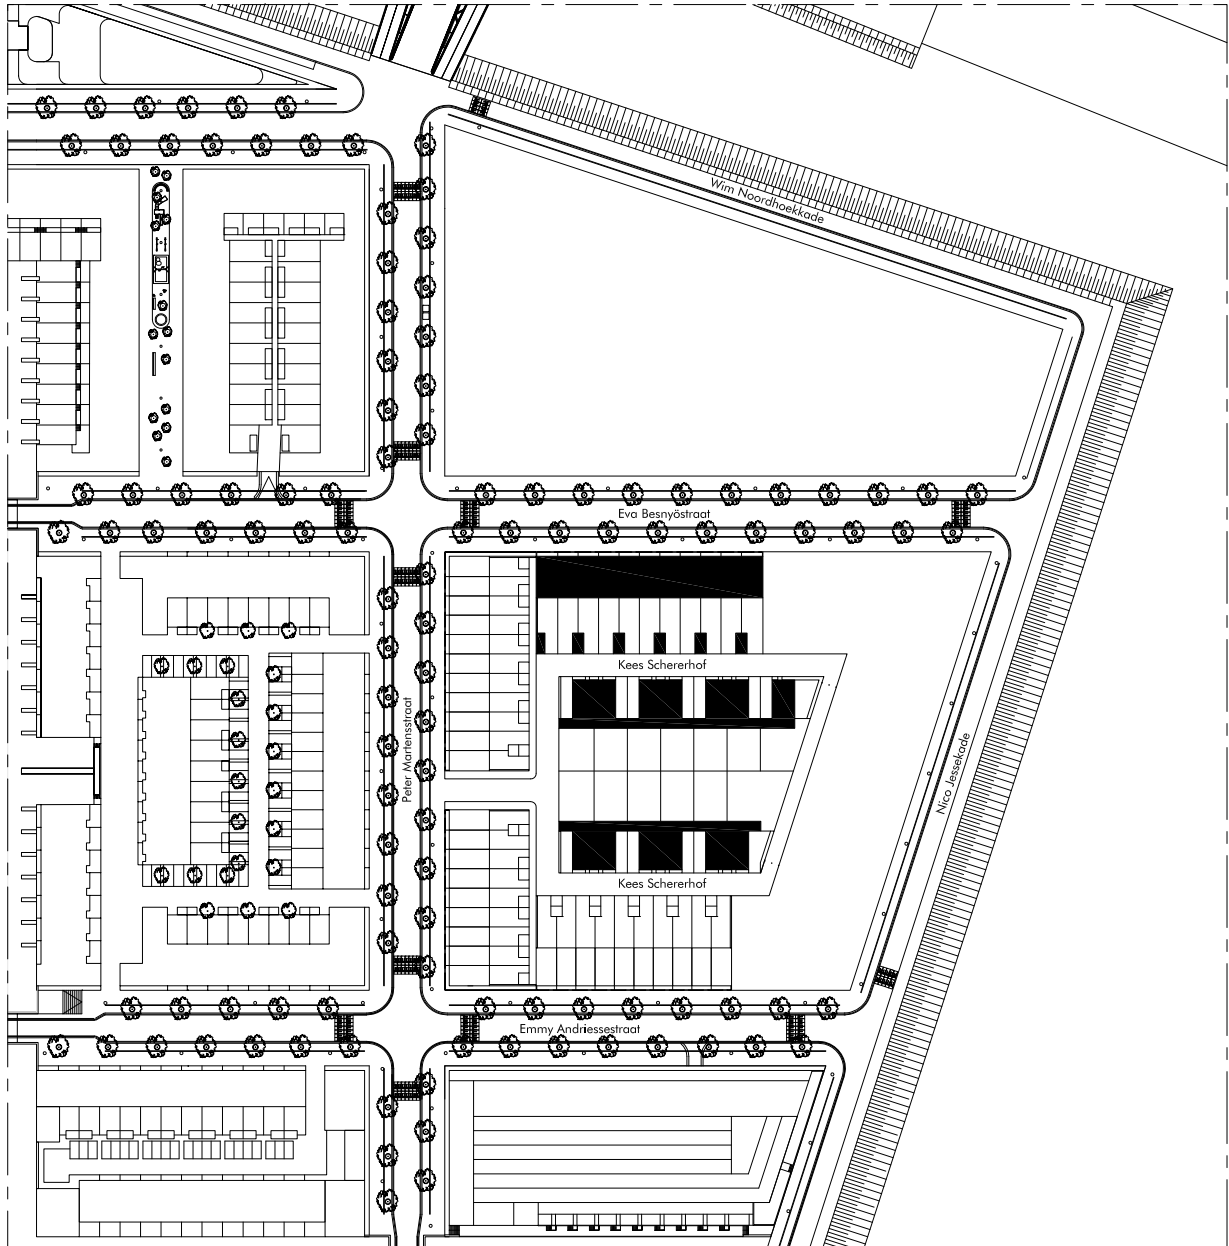 Wim Noordhoekkade
Eva Besnyöstraat
Kees Schererhof
Peter Martensstraat
Nico Jessekade
Kees Schererhof
Emmy Andriessestraat